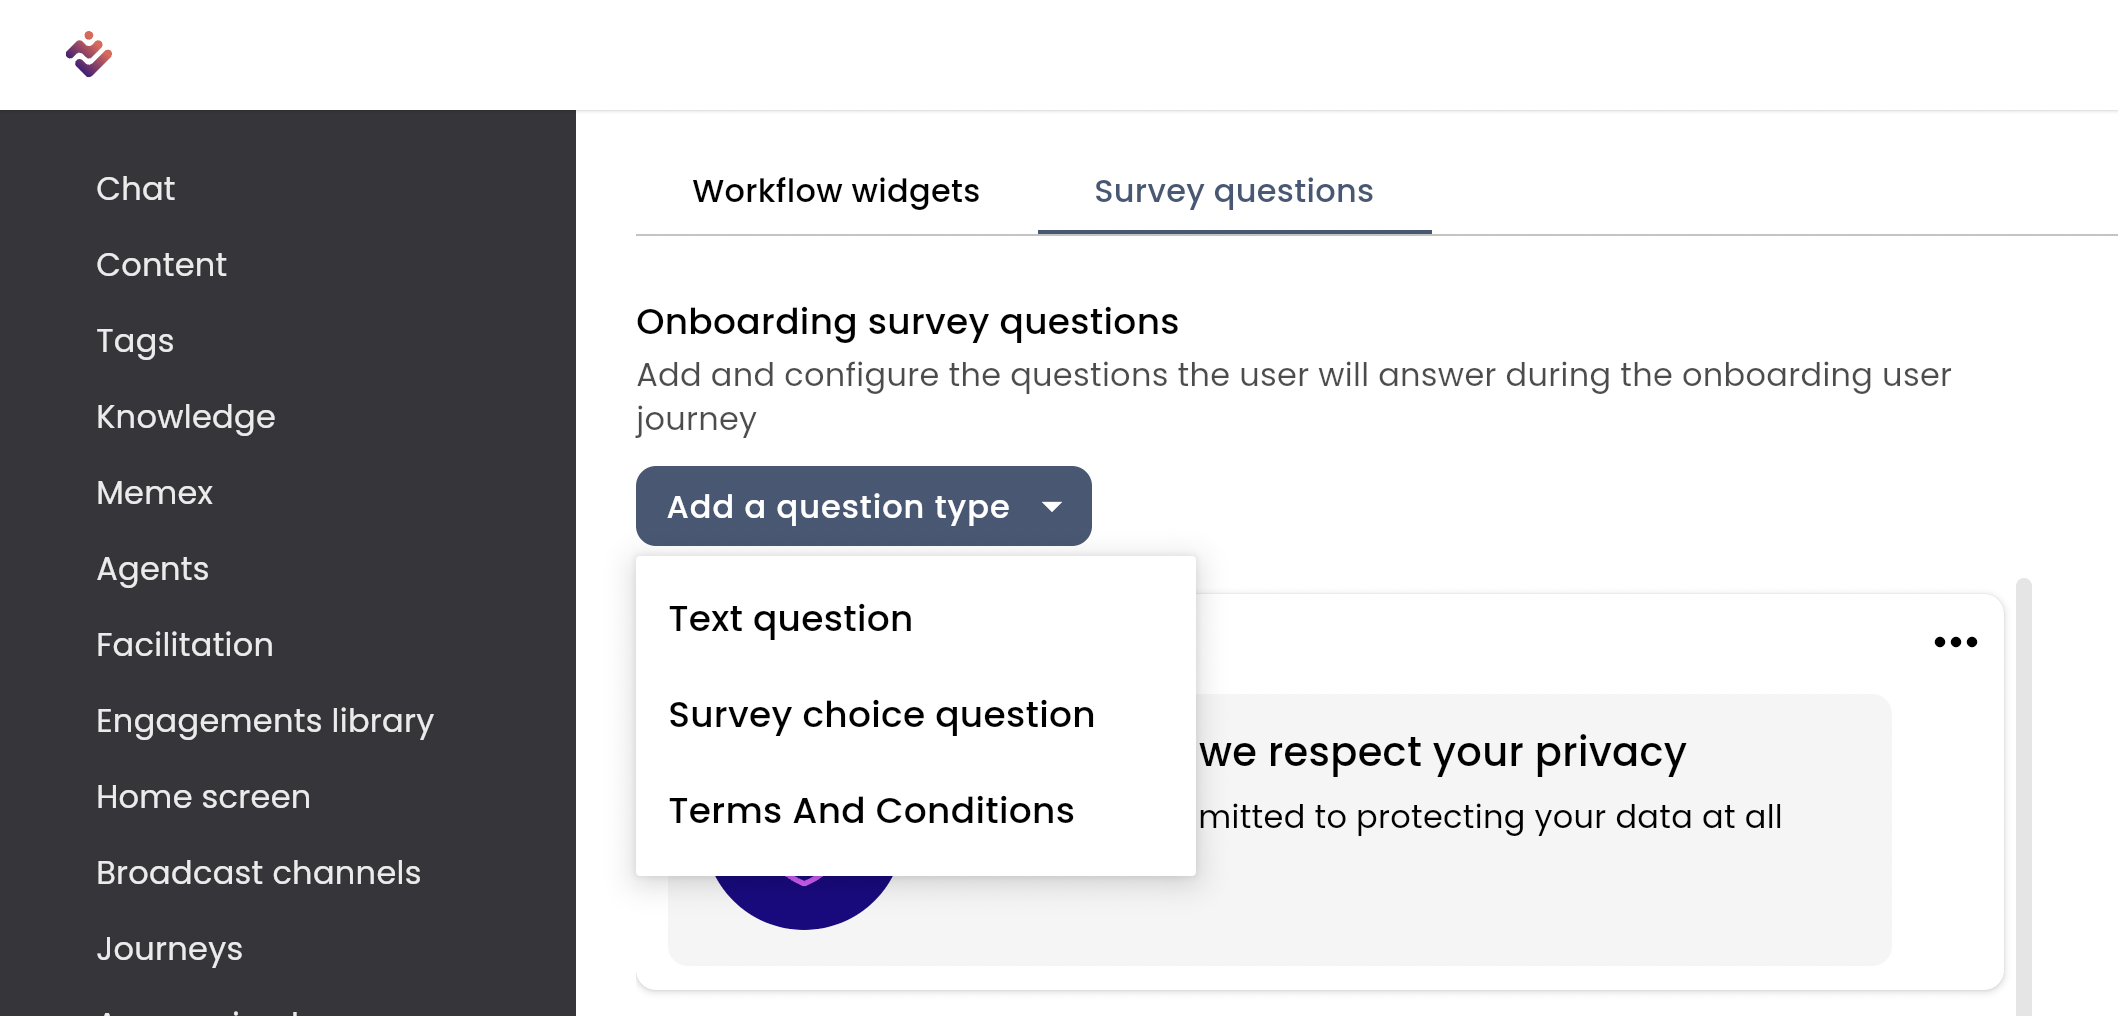 Chat
Content
Tags
Knowledge
Memex
Agents
Facilitation
Engagements library
Home screen
Broadcast channels
Journeys
Workflow widgets
Survey questions
Onboarding survey questions
Add and configure the questions the user will answer during the onboarding user
journey
Add a question type
Text question
Survey choice question
Terms And Conditions
we respect your privacy
mitted to protecting your data at all